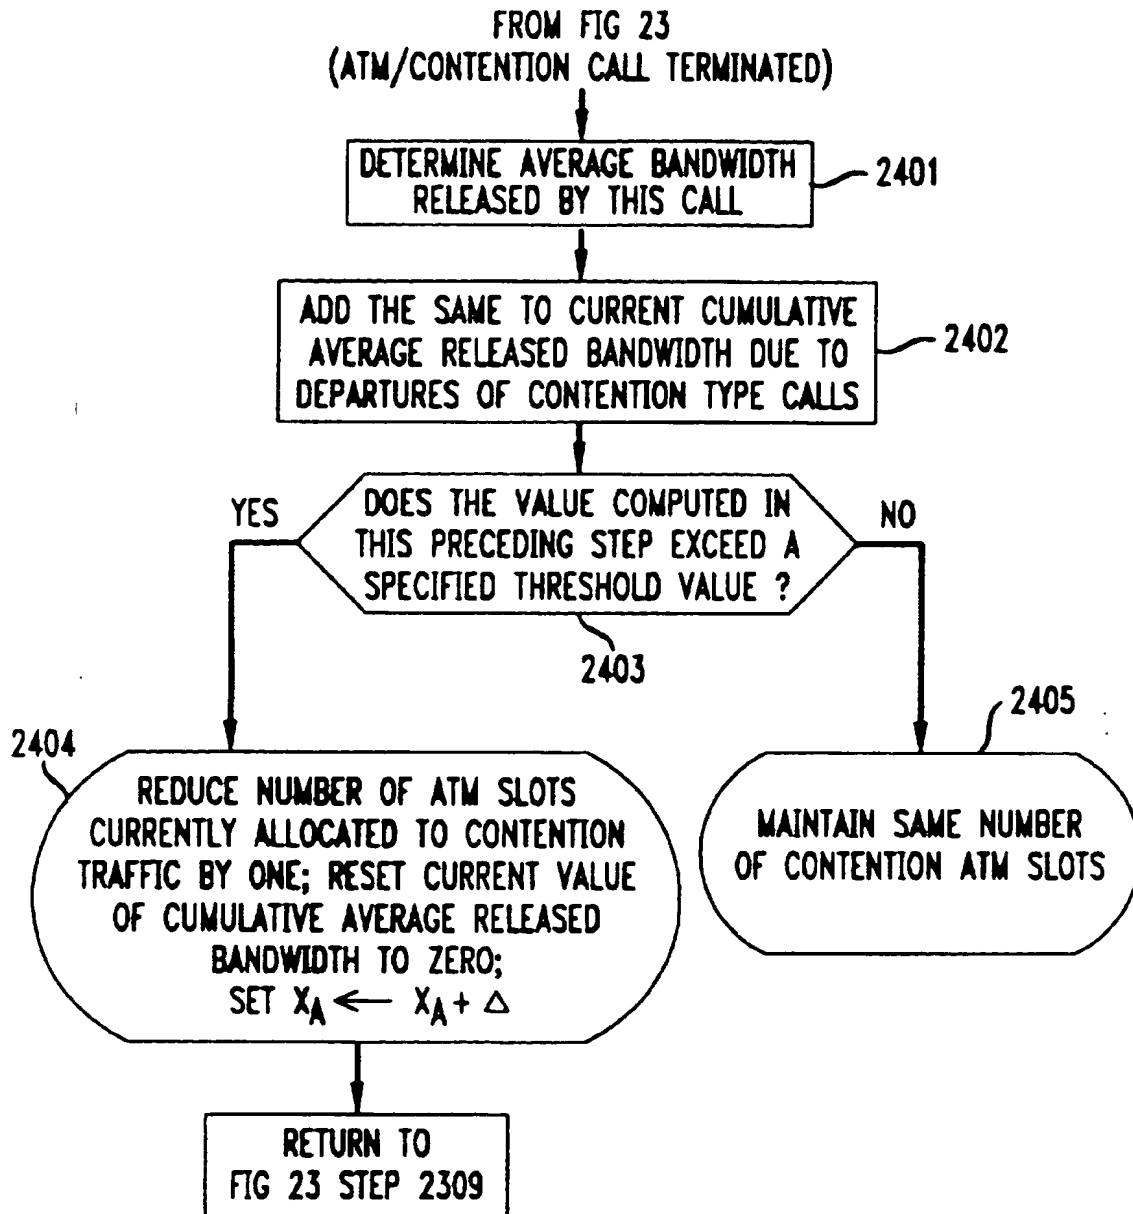 FROM FIG 23
(ATM/CONTENTION CALL TERMINATED)
DETERMINE AVERAGE BANDWIDTH
RELEASED BY THIS CALL
2401
ADD THE SAME TO CURRENT CUMULATIVE
AVERAGE RELEASED BANDWIDTH DUE TO
DEPARTURES OF CONTENTION TYPE CALLS
2402
YES
DOES THE VALUE COMPUTED IN
THIS PRECEDING STEP EXCEED A
SPECIFIED THRESHOLD VALUE ?
NO
2403
2404
REDUCE NUMBER OF ATM SLOTS
CURRENTLY ALLOCATED TO CONTENTION
TRAFFIC BY ONE; RESET CURRENT VALUE
OF CUMULATIVE AVERAGE RELEASED
BANDWIDTH TO ZERO;
SET X_A ← X_A + Δ
2405
MAINTAIN SAME NUMBER
OF CONTENTION ATM SLOTS
RETURN TO
FIG 23 STEP 2309